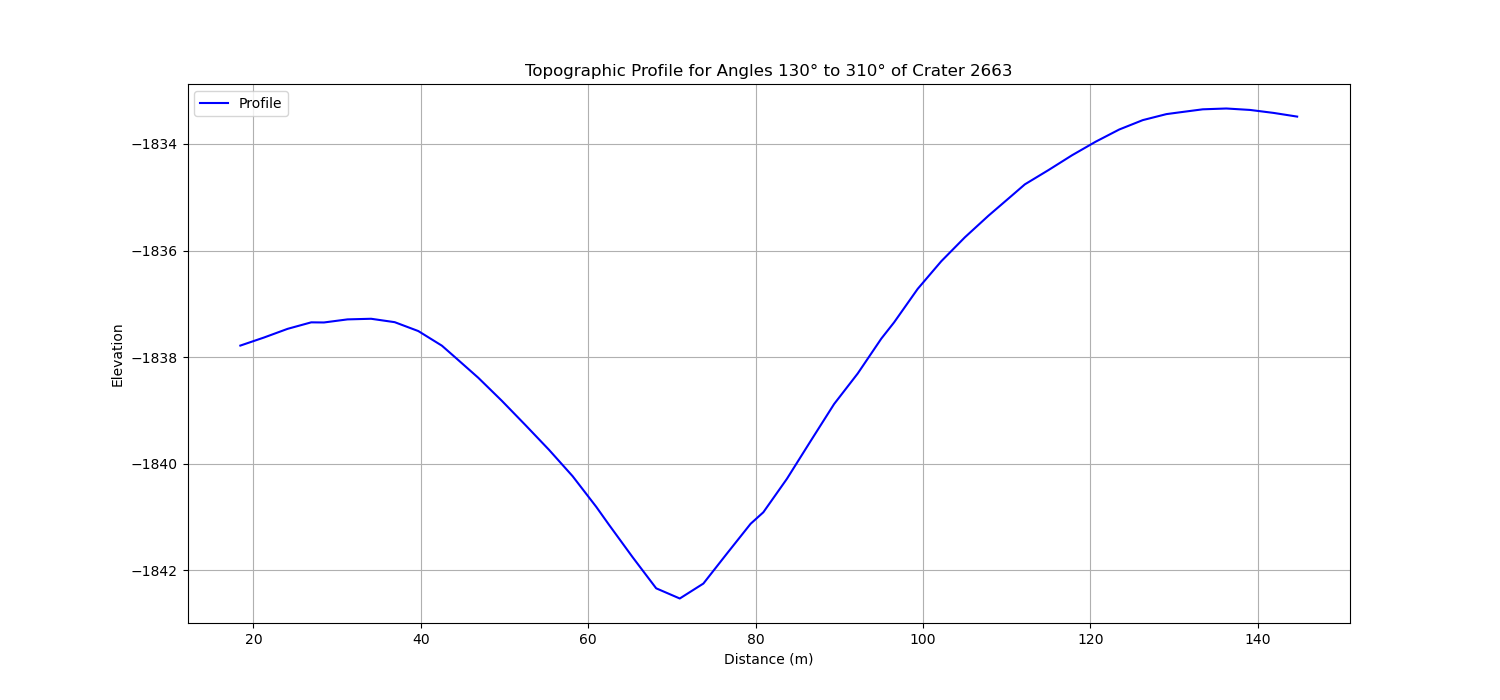 Topographic Profile for Angles 130° to 310° of Crater 2663
Profile
−1834
−1836
−1838
−1840
−1842
Elevation
20 40 60 80 100 120 140
Distance (m)